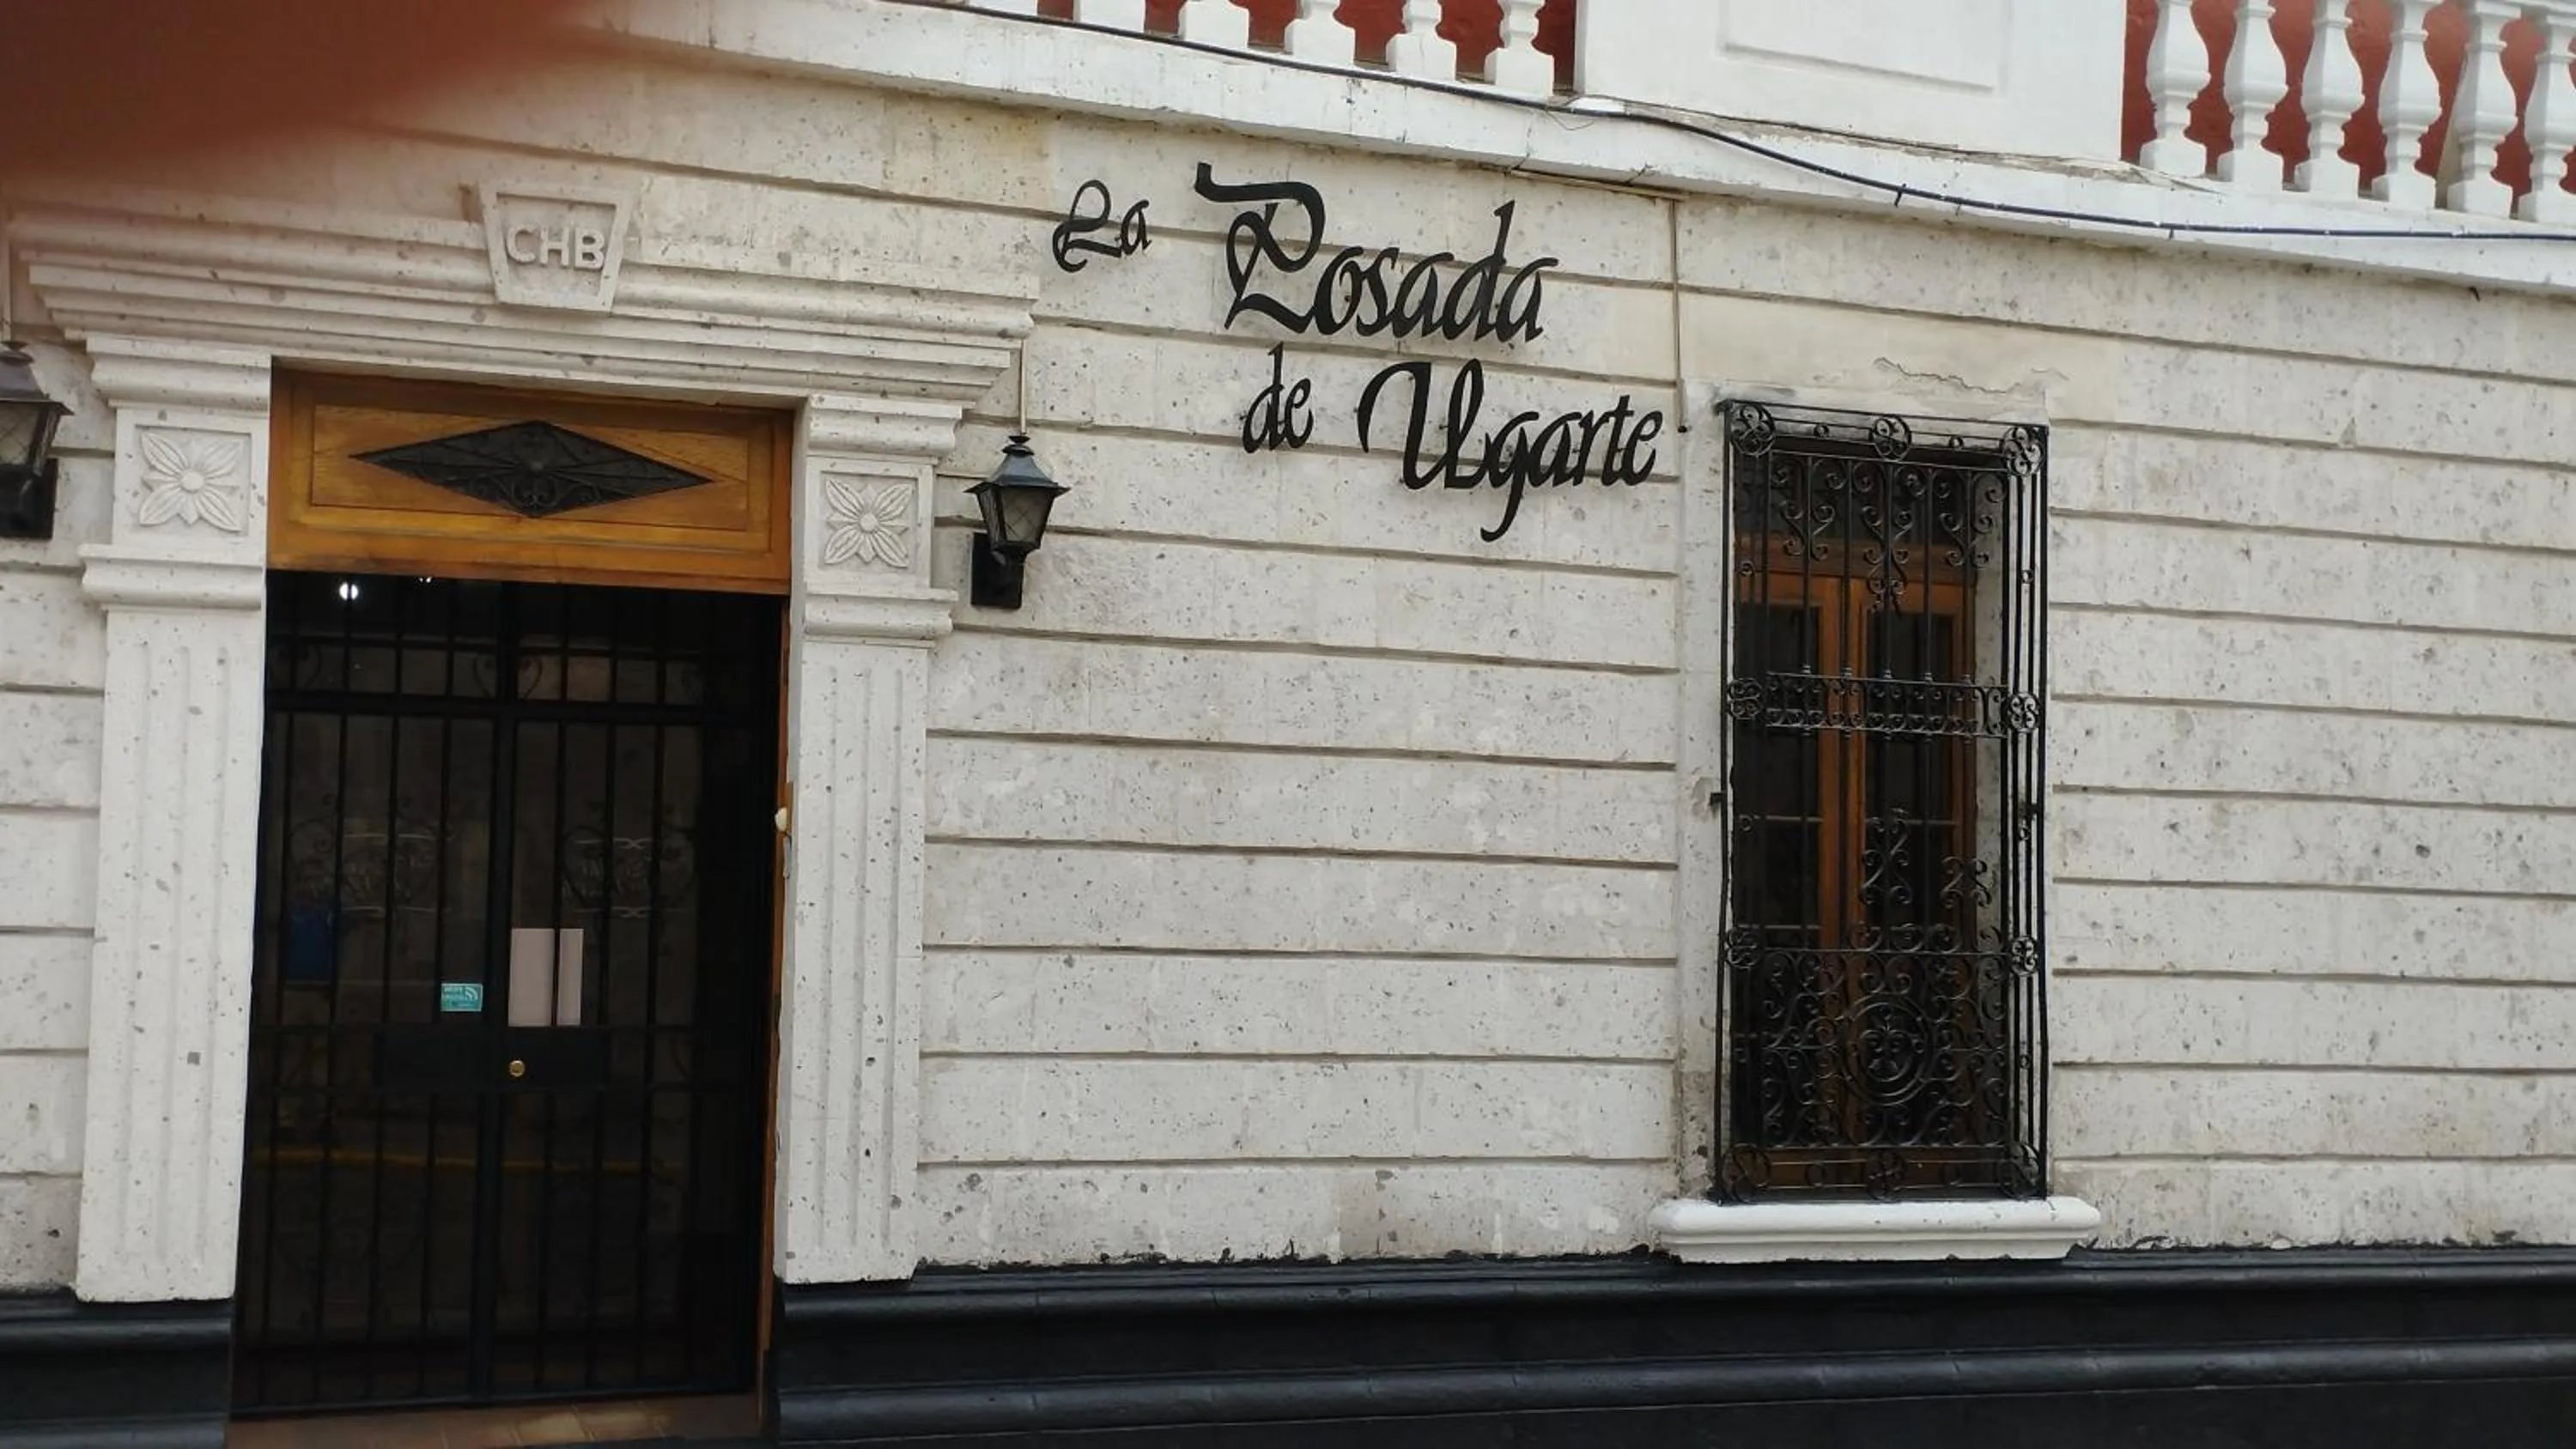 CHB
La Posada
de Ugarte